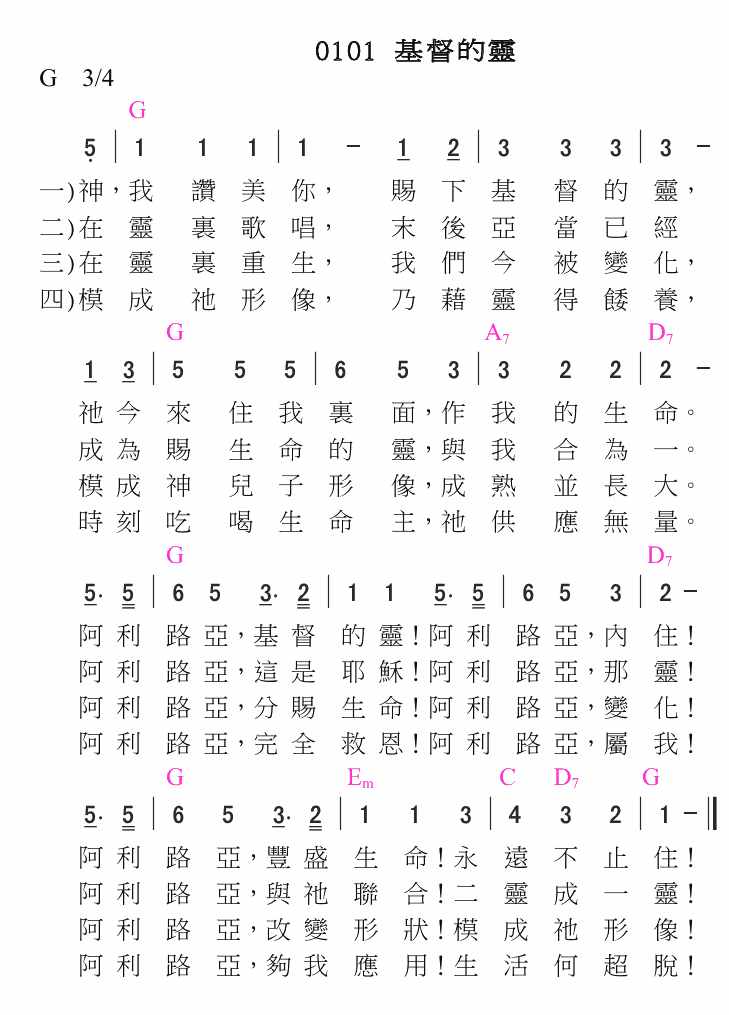 0101 基督的靈
G 3/4
G
5 | 1 1 1 | 1 － 1 2 | 3 3 3 | 3 －
一)神，我 讚 美 你， 賜 下 基 督 的 靈，
二)在 靈 裏 歌 唱， 末 後 亞 當 已 經
三)在 靈 裏 重 生， 我 們 今 被 變 化，
四)模 成 祂 形 像， 乃 藉 靈 得 餧 養，
G A7 D7
1 3 | 5 5 5 | 6 5 3 | 3 2 2 | 2 －
祂 今 來 住 我 裏 面，作 我 的 生 命。
成 為 賜 生 命 的 靈，與 我 合 為 一。
模 成 神 兒 子 形 像，成 熟 並 長 大。
時 刻 吃 喝 生 命 主，祂 供 應 無 量。
G D7
5· 5 | 6 5 3· 2 | 1 1 5· 5 | 6 5 3 | 2 －
阿 利 路 亞，基 督 的 靈！阿 利 路 亞，內 住！
阿 利 路 亞，這 是 耶 穌！阿 利 路 亞，那 靈！
阿 利 路 亞，分 賜 生 命！阿 利 路 亞，變 化！
阿 利 路 亞，完 全 救 恩！阿 利 路 亞，屬 我！
G Em C D7 G
5· 5 | 6 5 3· 2 | 1 1 3 | 4 3 2 | 1 － ‖
阿 利 路 亞，豐 盛 生 命！永 遠 不 止 住！
阿 利 路 亞，與 祂 聯 合！二 靈 成 一 靈！
阿 利 路 亞，改 變 形 狀！模 成 祂 形 像！
阿 利 路 亞，夠 我 應 用！生 活 何 超 脫！